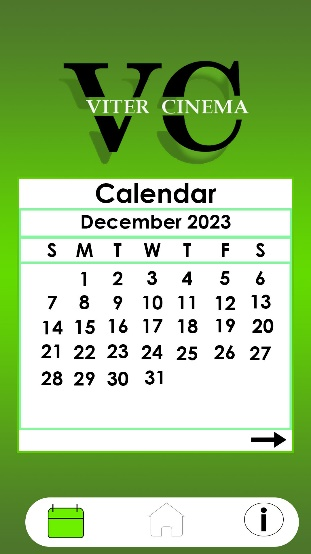 VC
VITER CINEMA
Calendar
December 2023
S M T W T F S
1 2 3 4 5 6
7 8 9 10 11 12 13
14 15 16 17 18 19 20
21 22 23 24 25 26 27
28 29 30 31
i